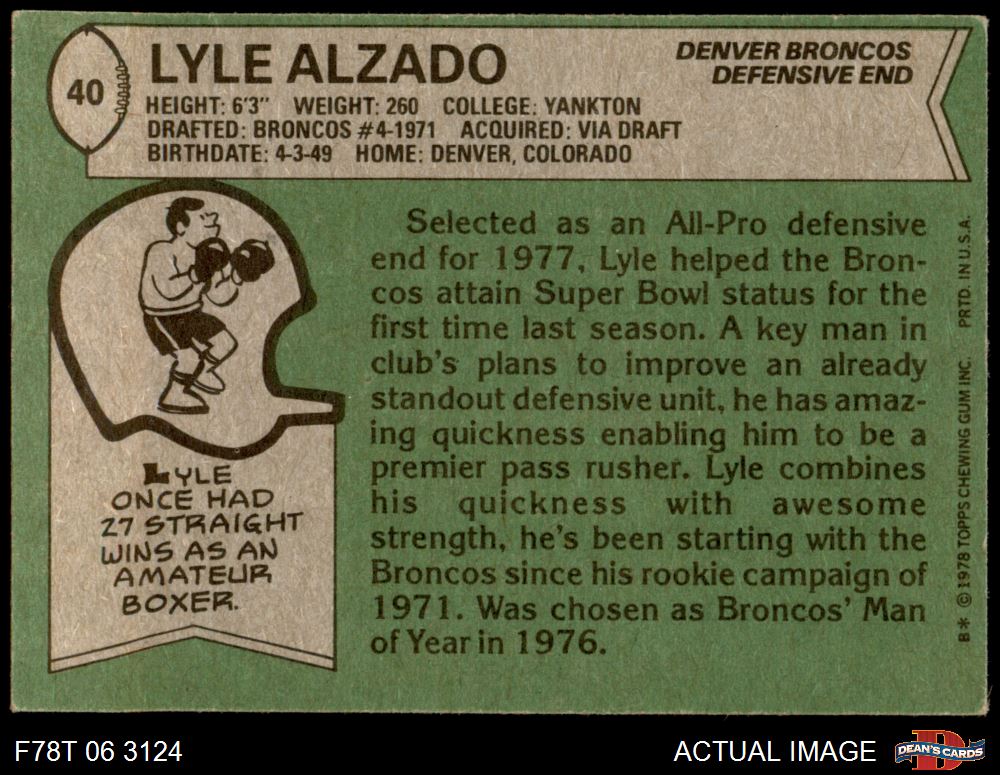 40
LYLE ALZADO
DENVER BRONCOS
DEFENSIVE END
HEIGHT: 6'3" WEIGHT: 260 COLLEGE: YANKTON
DRAFTED: BRONCOS #4-1971 ACQUIRED: VIA DRAFT
BIRTHDATE: 4-3-49 HOME: DENVER, COLORADO
LYLE
ONCE HAD
27 STRAIGHT
WINS AS AN
AMATEUR
BOXER.
Selected as an All-Pro defensive
end for 1977, Lyle helped the Bron-
cos attain Super Bowl status for the
first time last season. A key man in
club's plans to improve an already
standout defensive unit, he has amaz-
ing quickness enabling him to be a
premier pass rusher. Lyle combines
his quickness with awesome
strength, he's been starting with the
Broncos since his rookie campaign of
1971. Was chosen as Broncos' Man
of Year in 1976.
B* ©1978 TOPPS CHEWING GUM INC. PRTD. IN U.S.A.
F78T 06 3124
ACTUAL IMAGE
DEAN'S CARDS